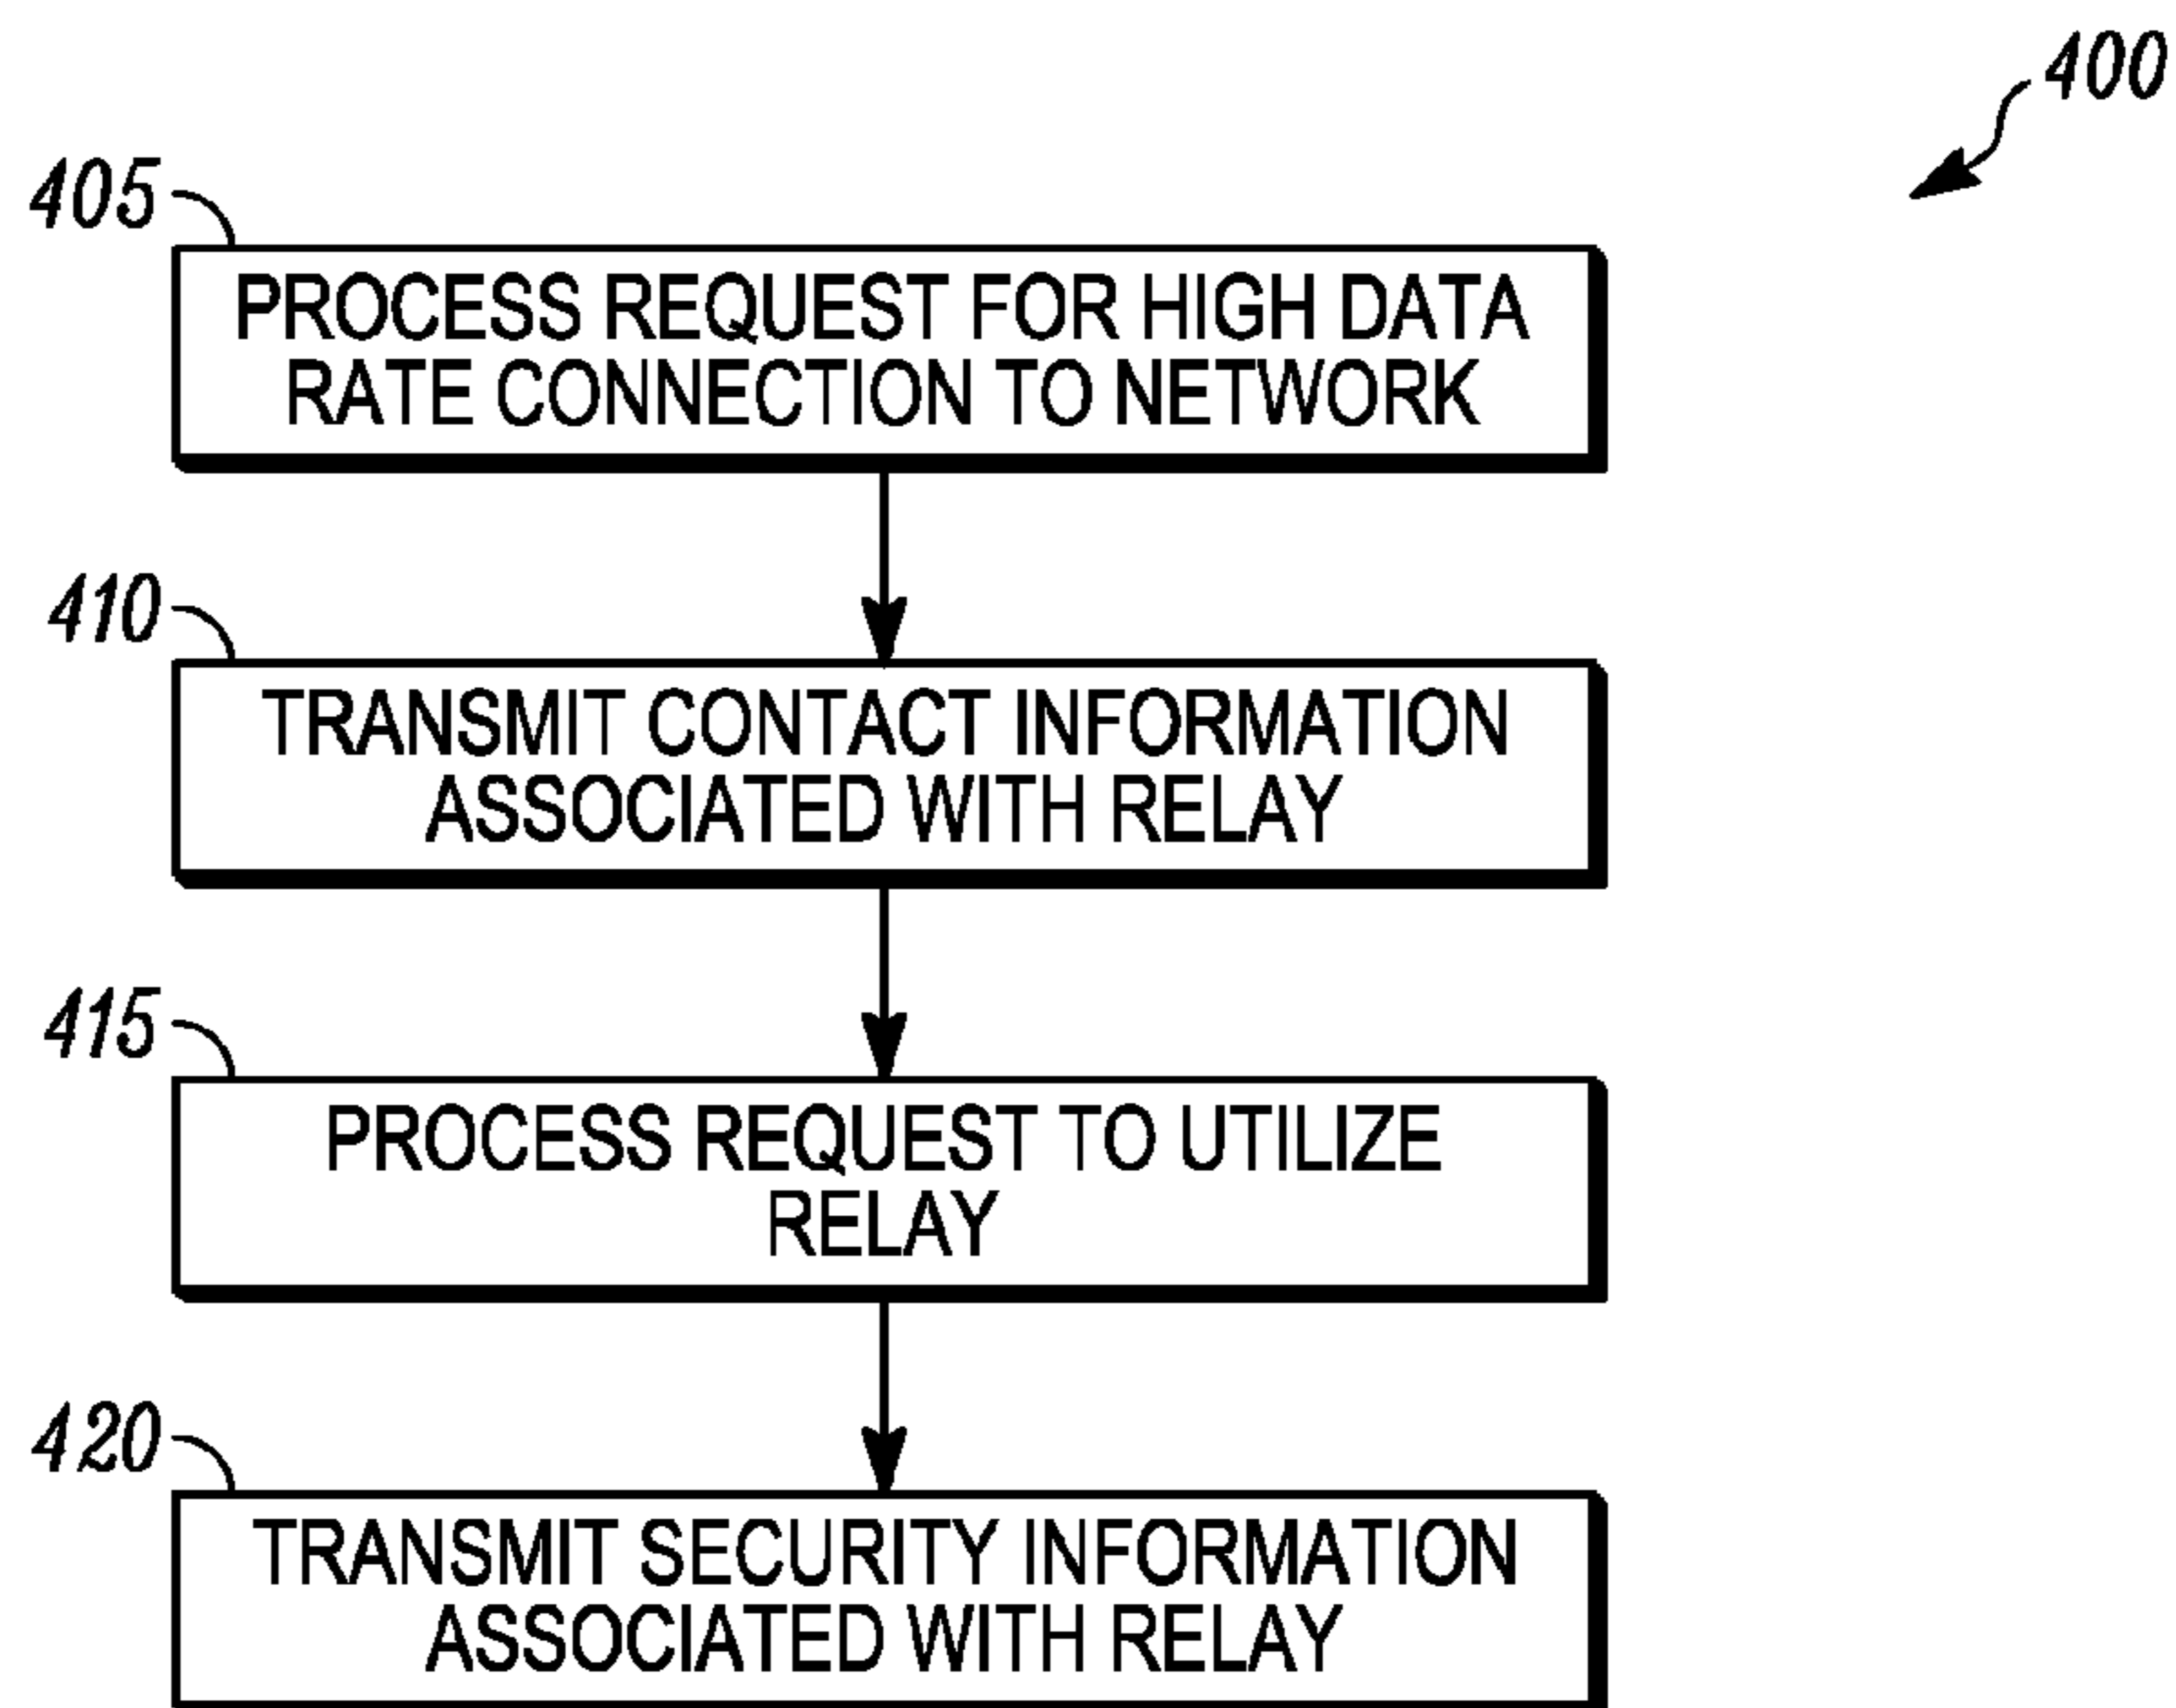 400
405
PROCESS REQUEST FOR HIGH DATA
RATE CONNECTION TO NETWORK
410
TRANSMIT CONTACT INFORMATION
ASSOCIATED WITH RELAY
415
PROCESS REQUEST TO UTILIZE
RELAY
420
TRANSMIT SECURITY INFORMATION
ASSOCIATED WITH RELAY